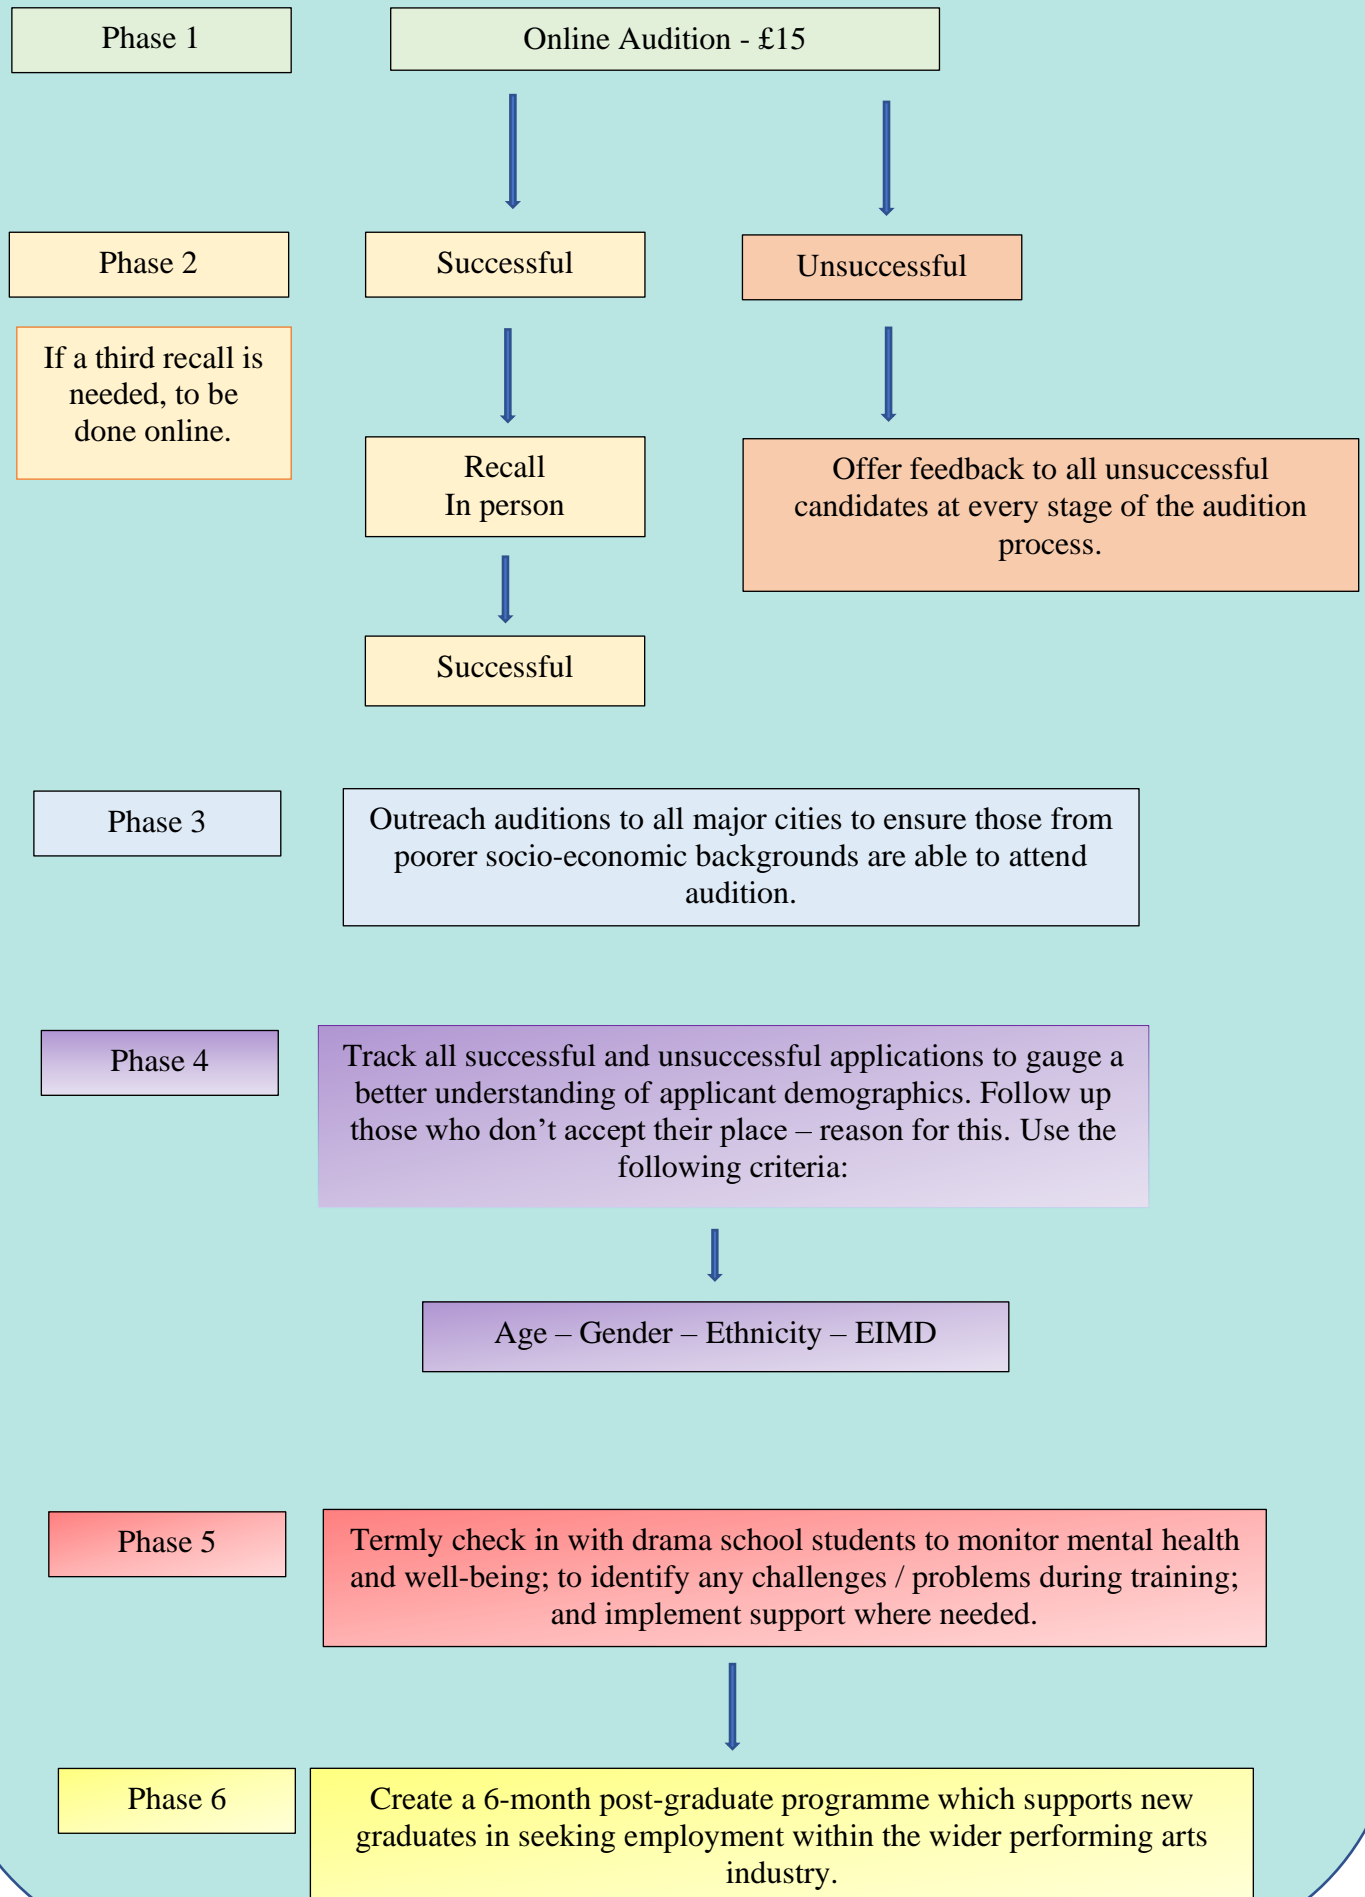 Phase 1
Online Audition - £15
Phase 2
Successful
Unsuccessful
If a third recall is
needed, to be
done online.
Recall
In person
Offer feedback to all unsuccessful
candidates at every stage of the audition
process.
Successful
Phase 3
Outreach auditions to all major cities to ensure those from
poorer socio-economic backgrounds are able to attend
audition.
Phase 4
Track all successful and unsuccessful applications to gauge a
better understanding of applicant demographics. Follow up
those who don’t accept their place – reason for this. Use the
following criteria:
Age – Gender – Ethnicity – EIMD
Phase 5
Termly check in with drama school students to monitor mental health
and well-being; to identify any challenges / problems during training;
and implement support where needed.
Phase 6
Create a 6-month post-graduate programme which supports new
graduates in seeking employment within the wider performing arts
industry.